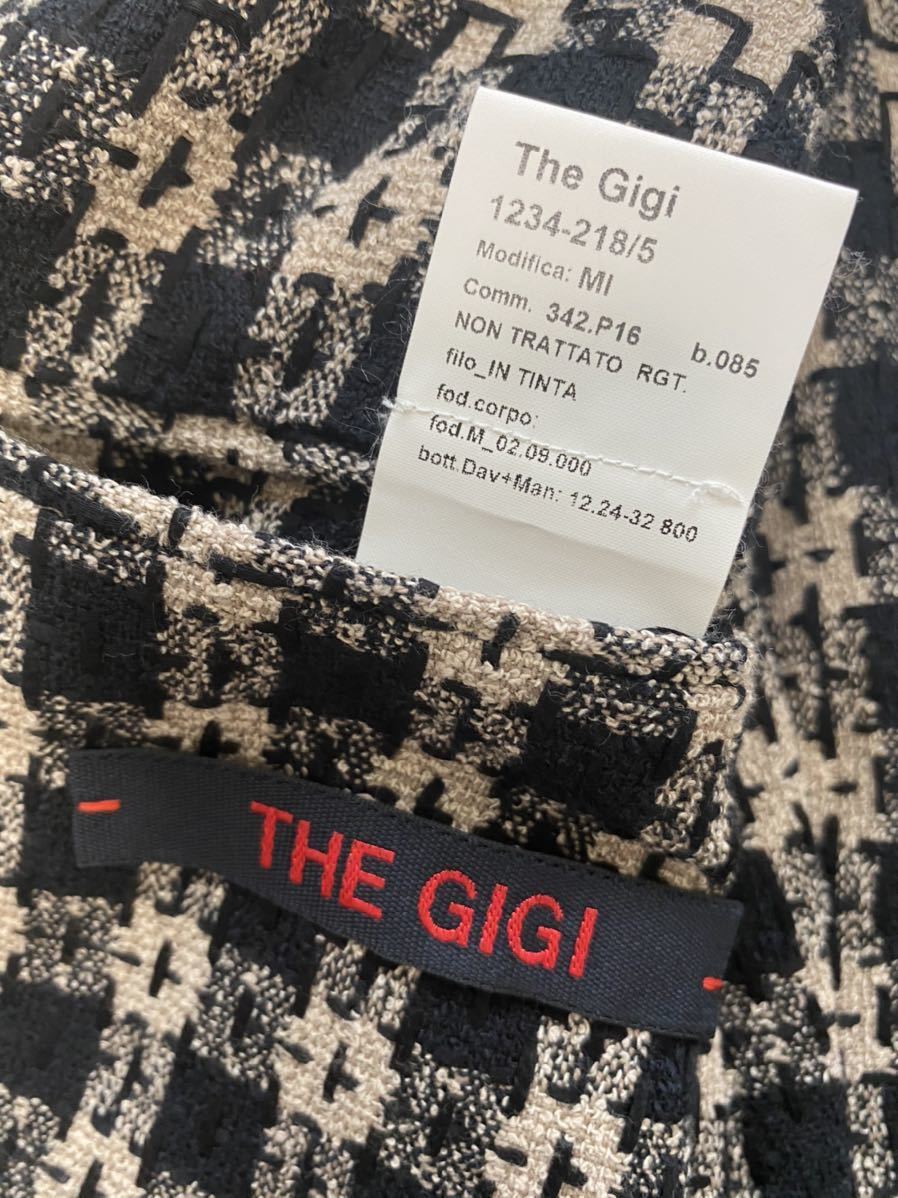 The Gigi
1234-218/5
Modifica: MI
Comm. 342.P16 b.085
NON TRATTATO RGT.
filo_IN TINTA
fod.corpo:
fod.M_02.09.000
bott.Dav+Man: 12.24-32 800
THE GIGI